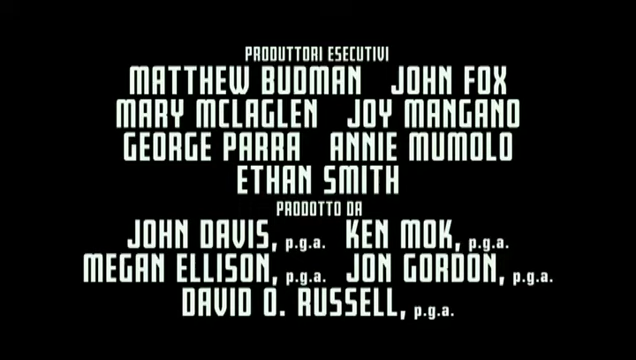 PRODUTTORI ESECUTIVI
MATTHEW BUDMAN JOHN FOX
MARY MCLAGLEN JOY MANGANO
GEORGE PARRA ANNIE MUMOLO
ETHAN SMITH
PRODOTTO DA
JOHN DAVIS, p.g.a. KEN MOK, p.g.a.
MEGAN ELLISON, p.g.a. JON GORDON, p.g.a.
DAVID O. RUSSELL, p.g.a.